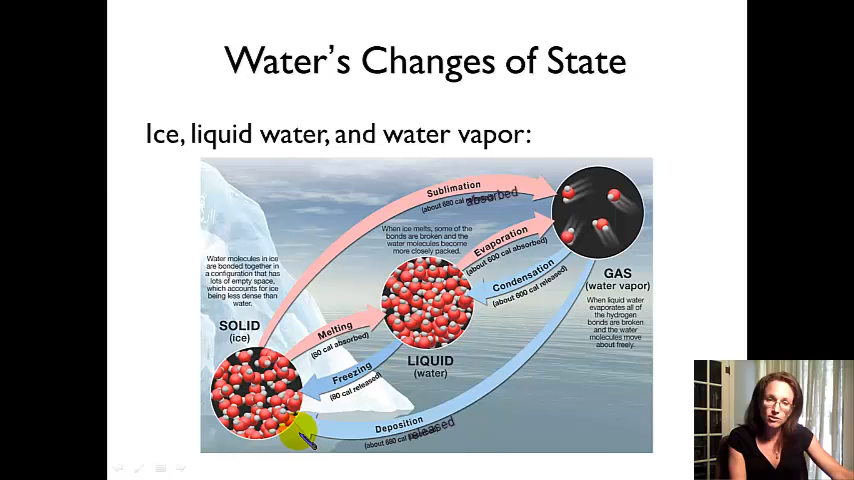 Water's Changes of State
Ice, liquid water, and water vapor:
Sublimation
(about 680 cal
absorbed
When ice melts, some of the
bonds are broken and the
water molecules become
more closely packed.
Evaporation
(about 600 cal absorbed)
Condensation
(about 600 cal released)
GAS
(water vapor)
When liquid water
evaporates all of
the hydrogen
bonds are broken
and the water
molecules move
about freely.
Water molecules in ice
are bonded together in
a configuration that has
lots of empty space,
which accounts for ice
being less dense than
water.
SOLID
(ice)
Melting
(80 cal absorbed)
Freezing
(80 cal released)
LIQUID
(water)
Deposition
(about 680 cal
released